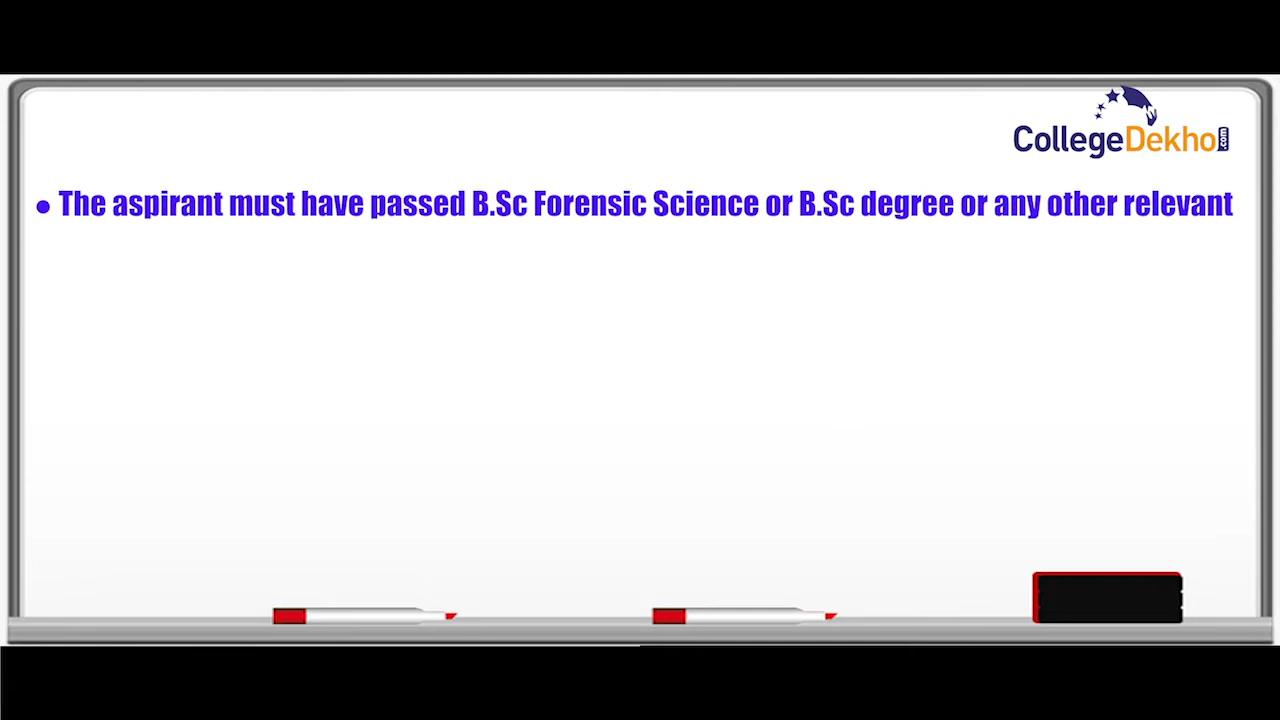 CollegeDekho.com
• The aspirant must have passed B.Sc Forensic Science or B.Sc degree or any other relevant